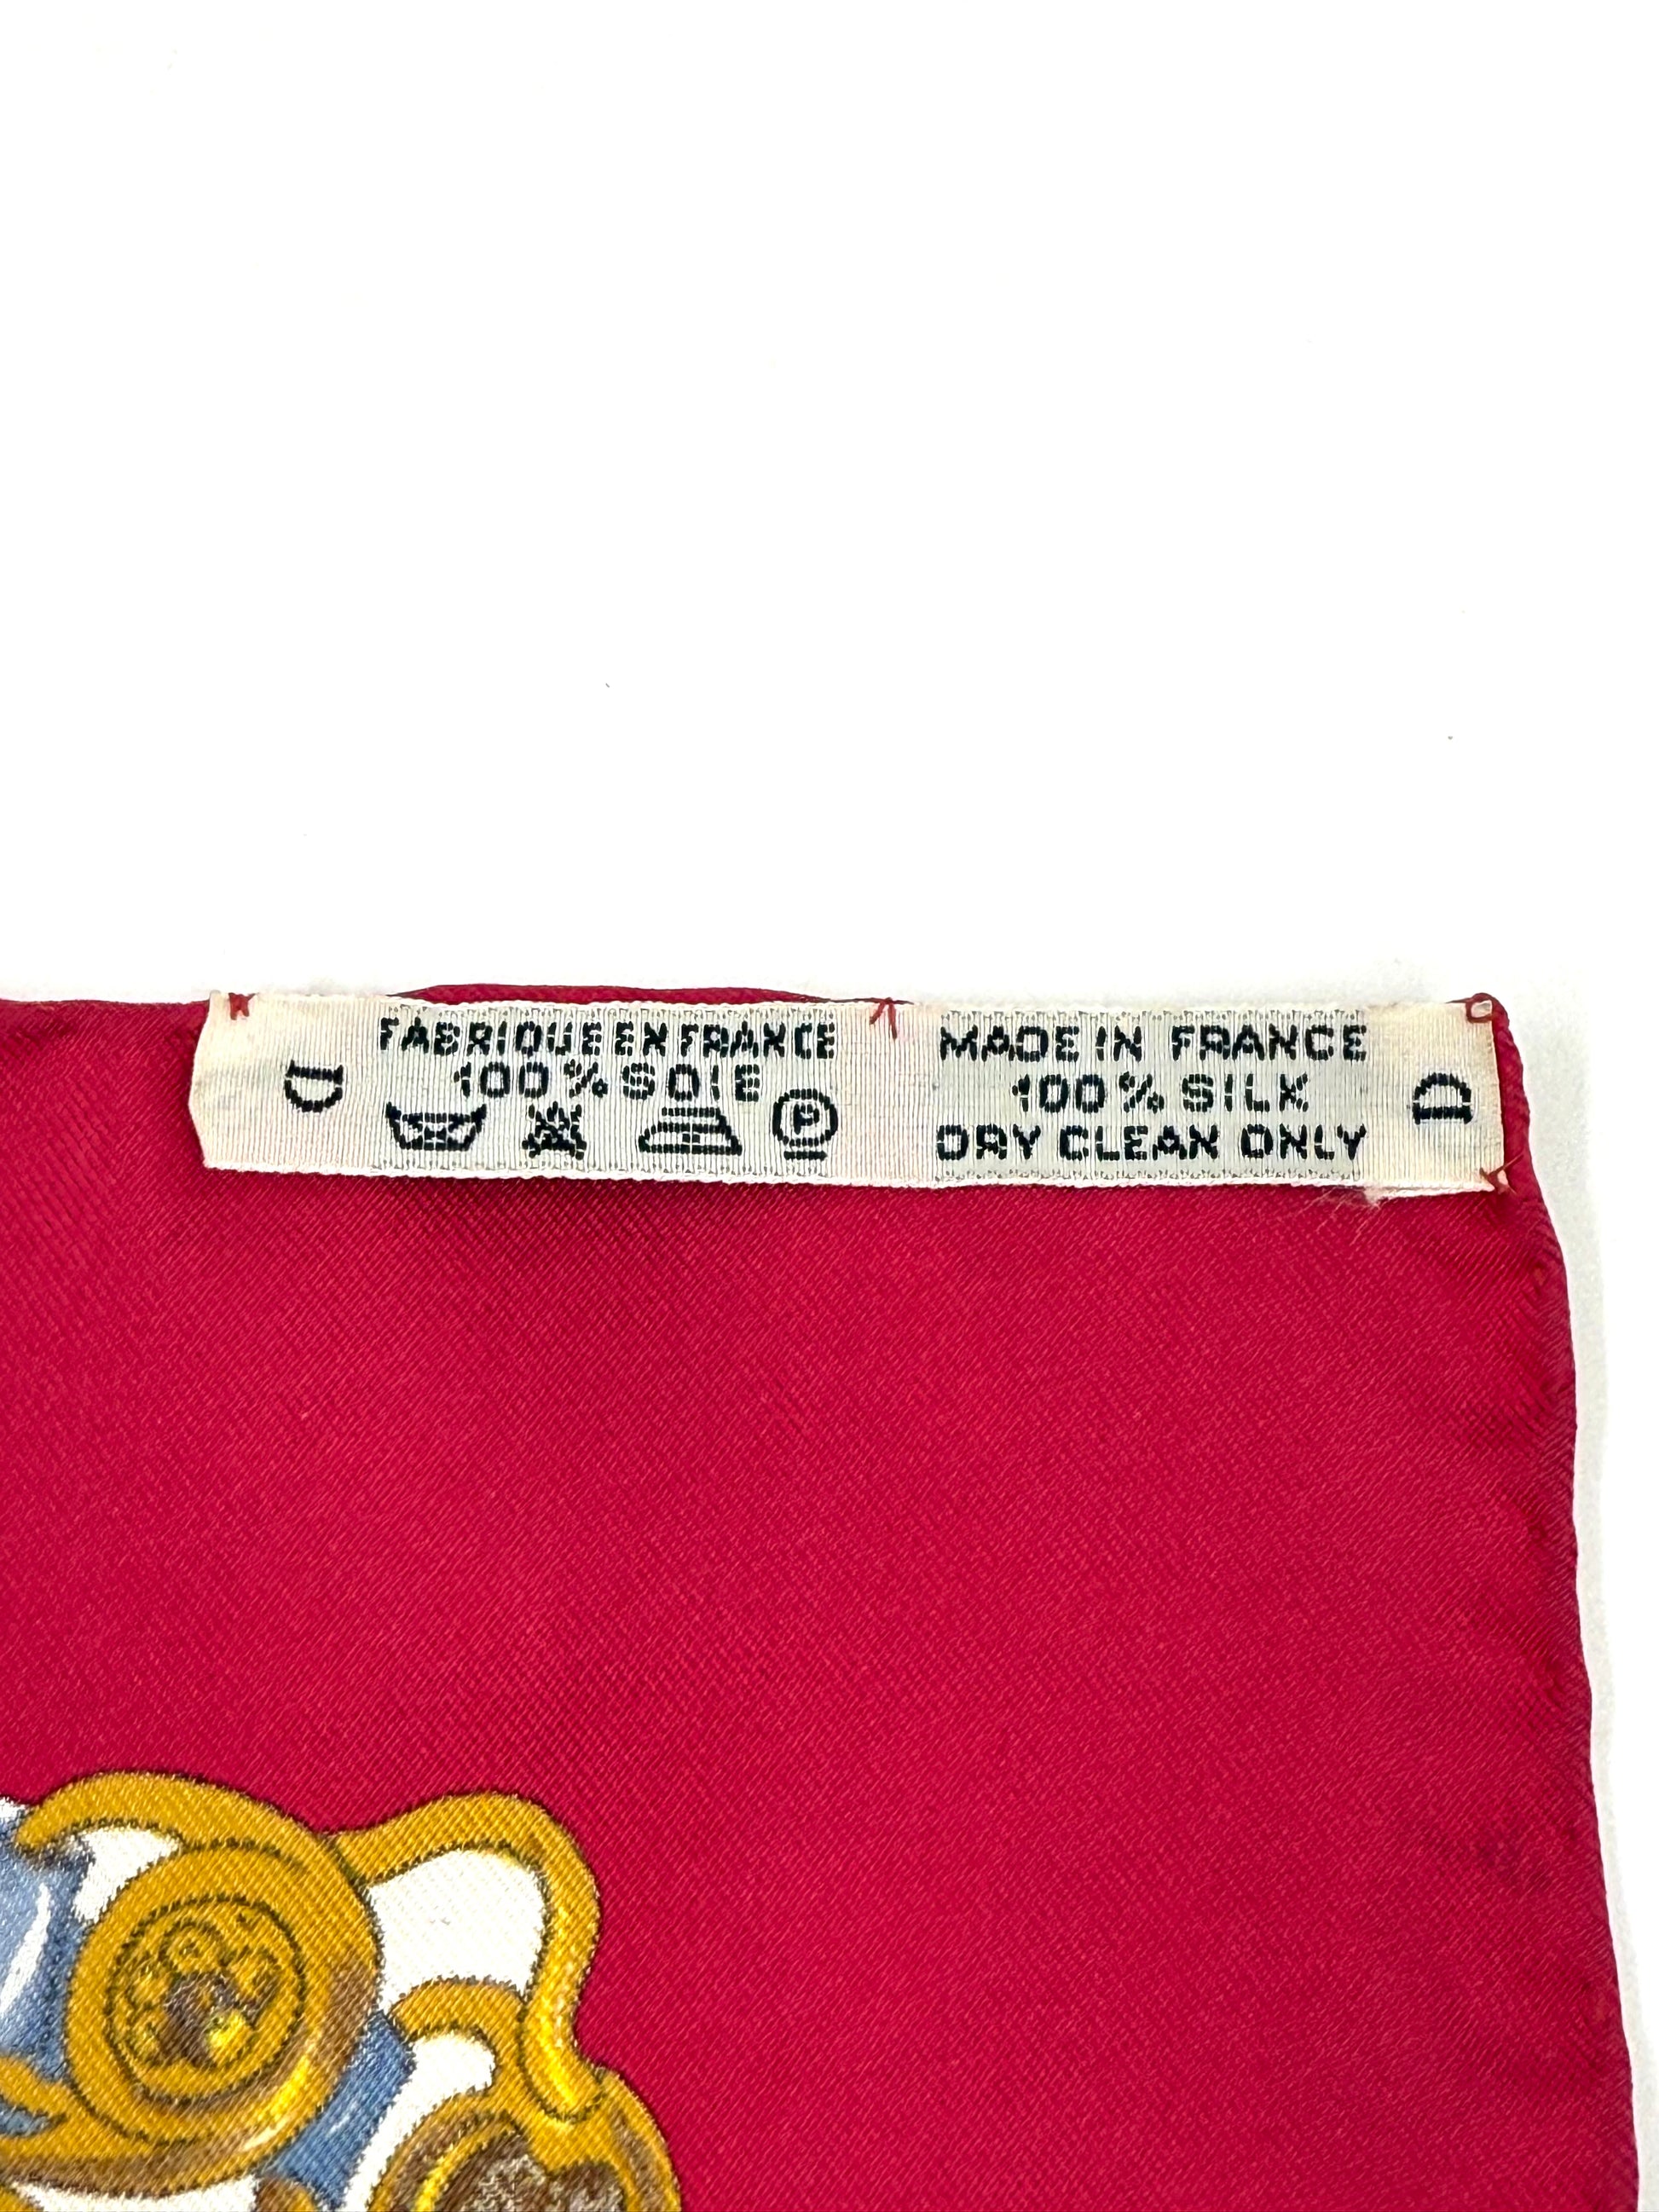 D
FABRIQUE EN FRANCE
100% SOIE
P
MADE IN FRANCE
100% SILK
DRY CLEAN ONLY
D